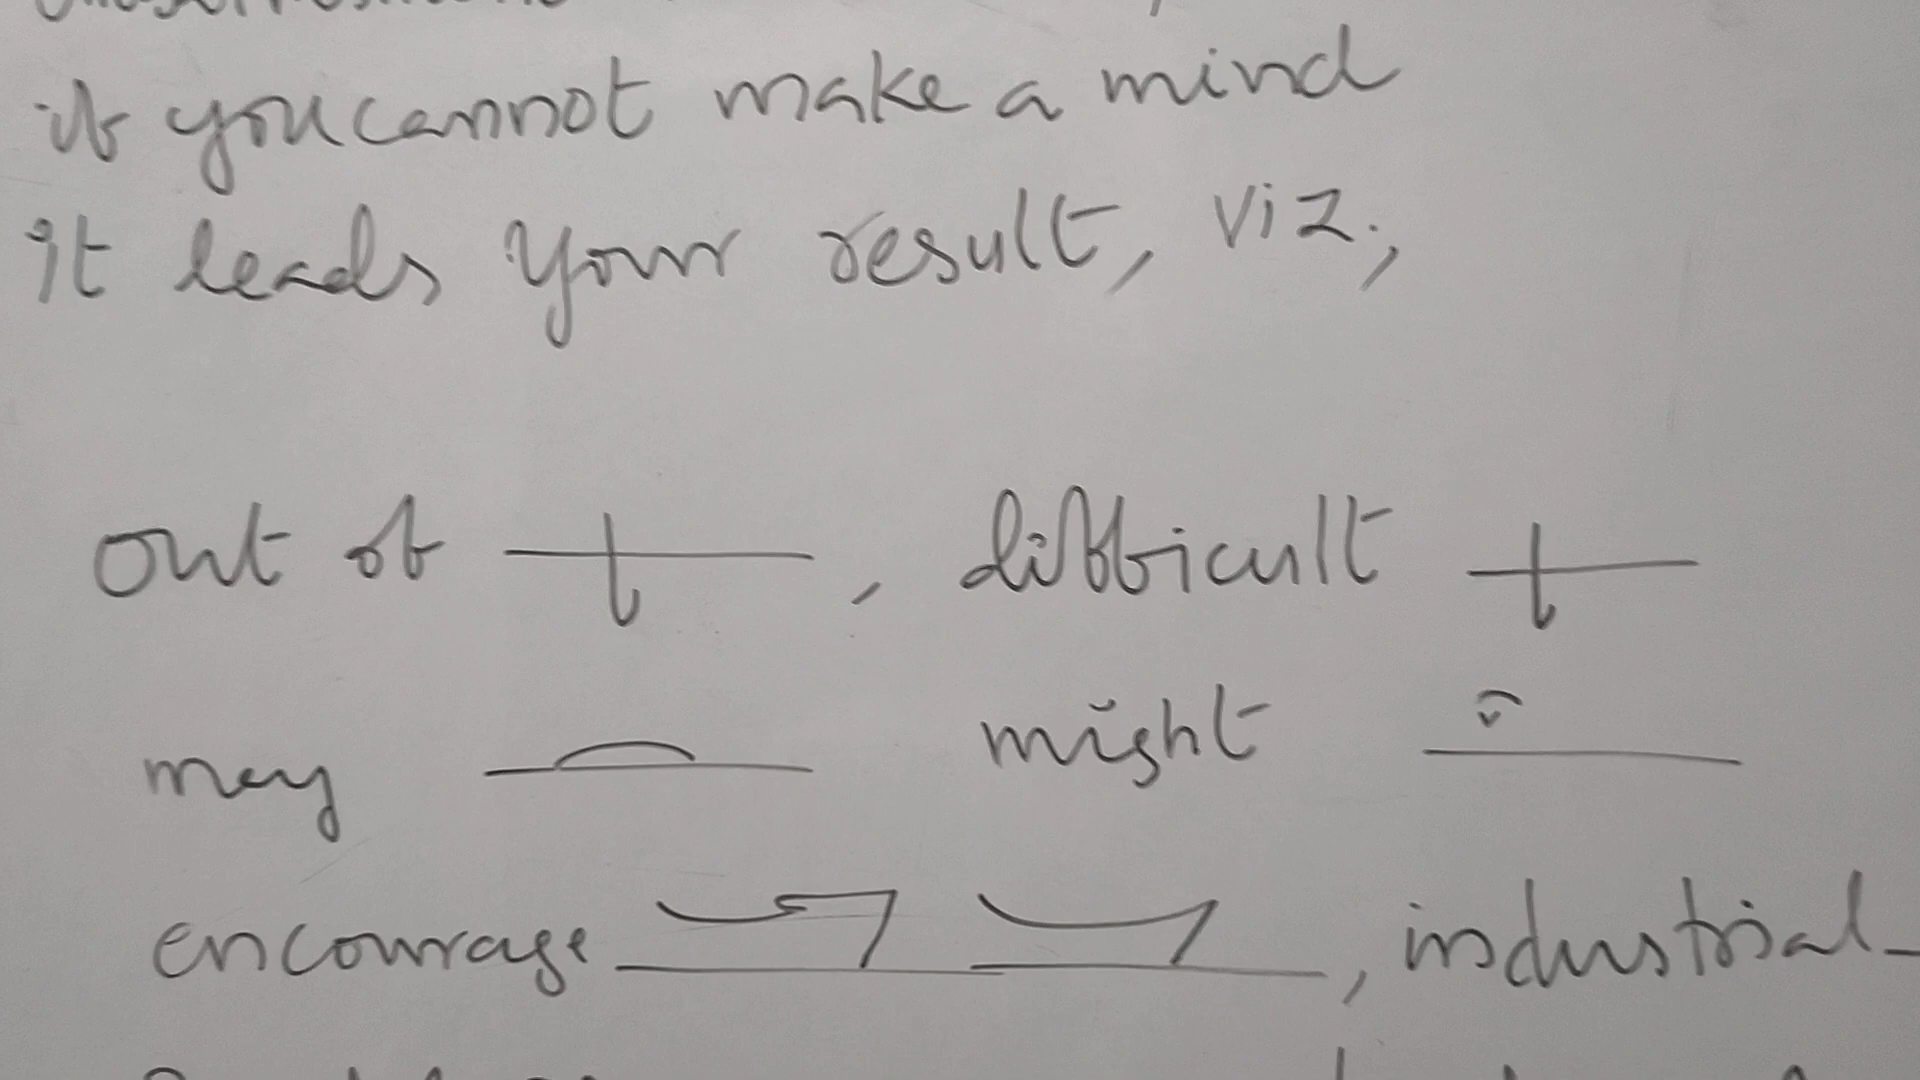 if you cannot make a mind
it leads your result, viz.,
out of , difficult
may might
encourage , industrial